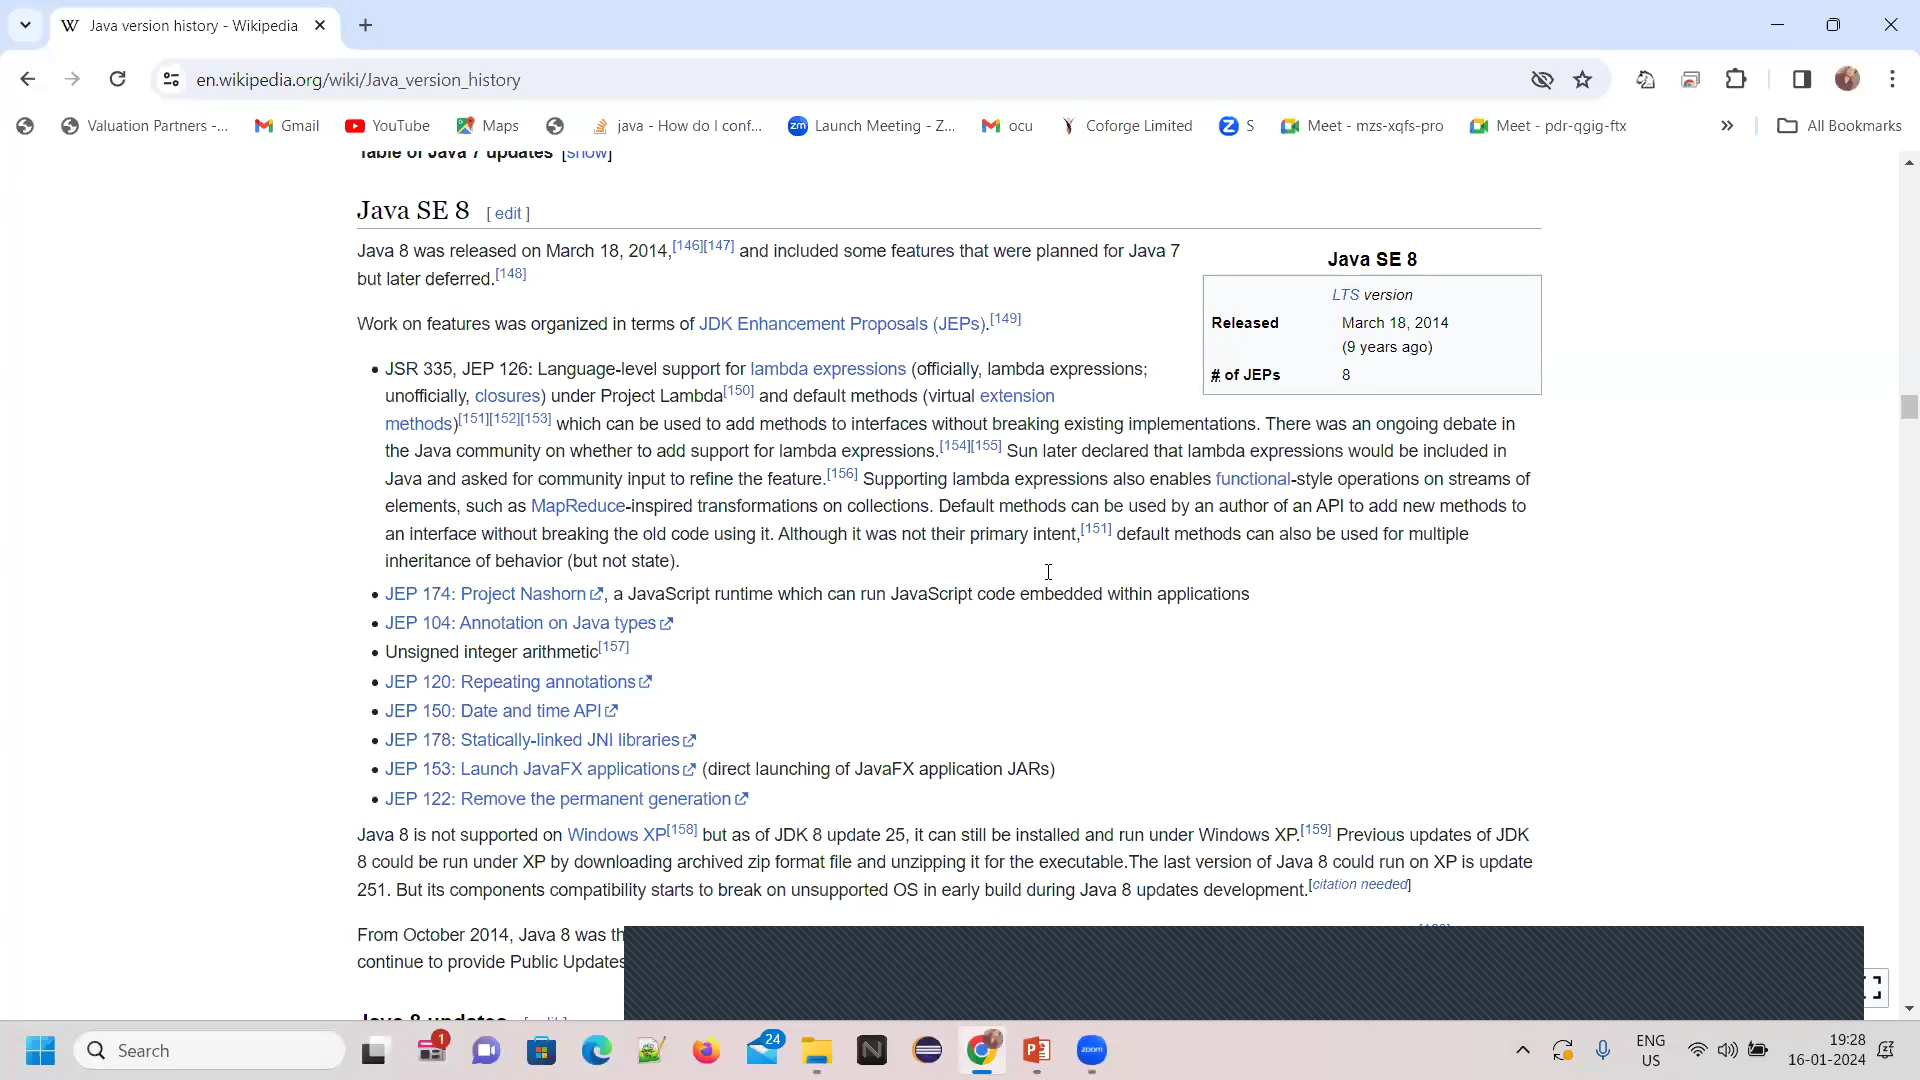 Java version history - Wikipedia
en.wikipedia.org/wiki/Java_version_history
Valuation Partners -...
Gmail
YouTube
Maps
java - How do I conf...
zm Launch Meeting - Z...
ocu
Coforge Limited
Z S
Meet - mzs-xqfs-pro
Meet - pdr-qgig-ftx
All Bookmarks
Table of Java 7 updates [show]
Java SE 8 [ edit ]
Java 8 was released on March 18, 2014,[146][147] and included some features that were planned for Java 7
but later deferred.[148]
Work on features was organized in terms of JDK Enhancement Proposals (JEPs).[149]
Java SE 8
LTS version
Released March 18, 2014
(9 years ago)
# of JEPs 8
• JSR 335, JEP 126: Language-level support for lambda expressions (officially, lambda expressions;
unofficially, closures) under Project Lambda[150] and default methods (virtual extension
methods)[151][152][153] which can be used to add methods to interfaces without breaking existing implementations. There was an ongoing debate in
the Java community on whether to add support for lambda expressions.[154][155] Sun later declared that lambda expressions would be included in
Java and asked for community input to refine the feature.[156] Supporting lambda expressions also enables functional-style operations on streams of
elements, such as MapReduce-inspired transformations on collections. Default methods can be used by an author of an API to add new methods to
an interface without breaking the old code using it. Although it was not their primary intent,[151] default methods can also be used for multiple
inheritance of behavior (but not state).
• JEP 174: Project Nashorn, a JavaScript runtime which can run JavaScript code embedded within applications
• JEP 104: Annotation on Java types
• Unsigned integer arithmetic[157]
• JEP 120: Repeating annotations
• JEP 150: Date and time API
• JEP 178: Statically-linked JNI libraries
• JEP 153: Launch JavaFX applications (direct launching of JavaFX application JARs)
• JEP 122: Remove the permanent generation
Java 8 is not supported on Windows XP[158] but as of JDK 8 update 25, it can still be installed and run under Windows XP.[159] Previous updates of JDK
8 could be run under XP by downloading archived zip format file and unzipping it for the executable.The last version of Java 8 could run on XP is update
251. But its components compatibility starts to break on unsupported OS in early build during Java 8 updates development.[citation needed]
From October 2014, Java 8 was th
continue to provide Public Updates
Java 8 updates [ edit ]
Search
1
24
N
zoom
ENG
US
19:28
16-01-2024